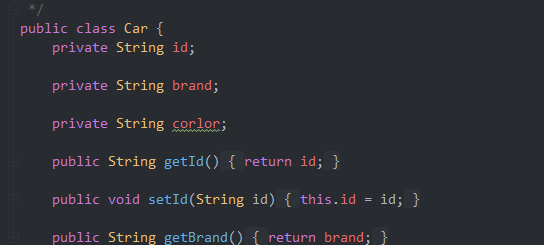 */
public class Car {
private String id;
private String brand;
private String corlor;
public String getId() { return id; }
public void setId(String id) { this.id = id; }
public String getBrand() { return brand; }